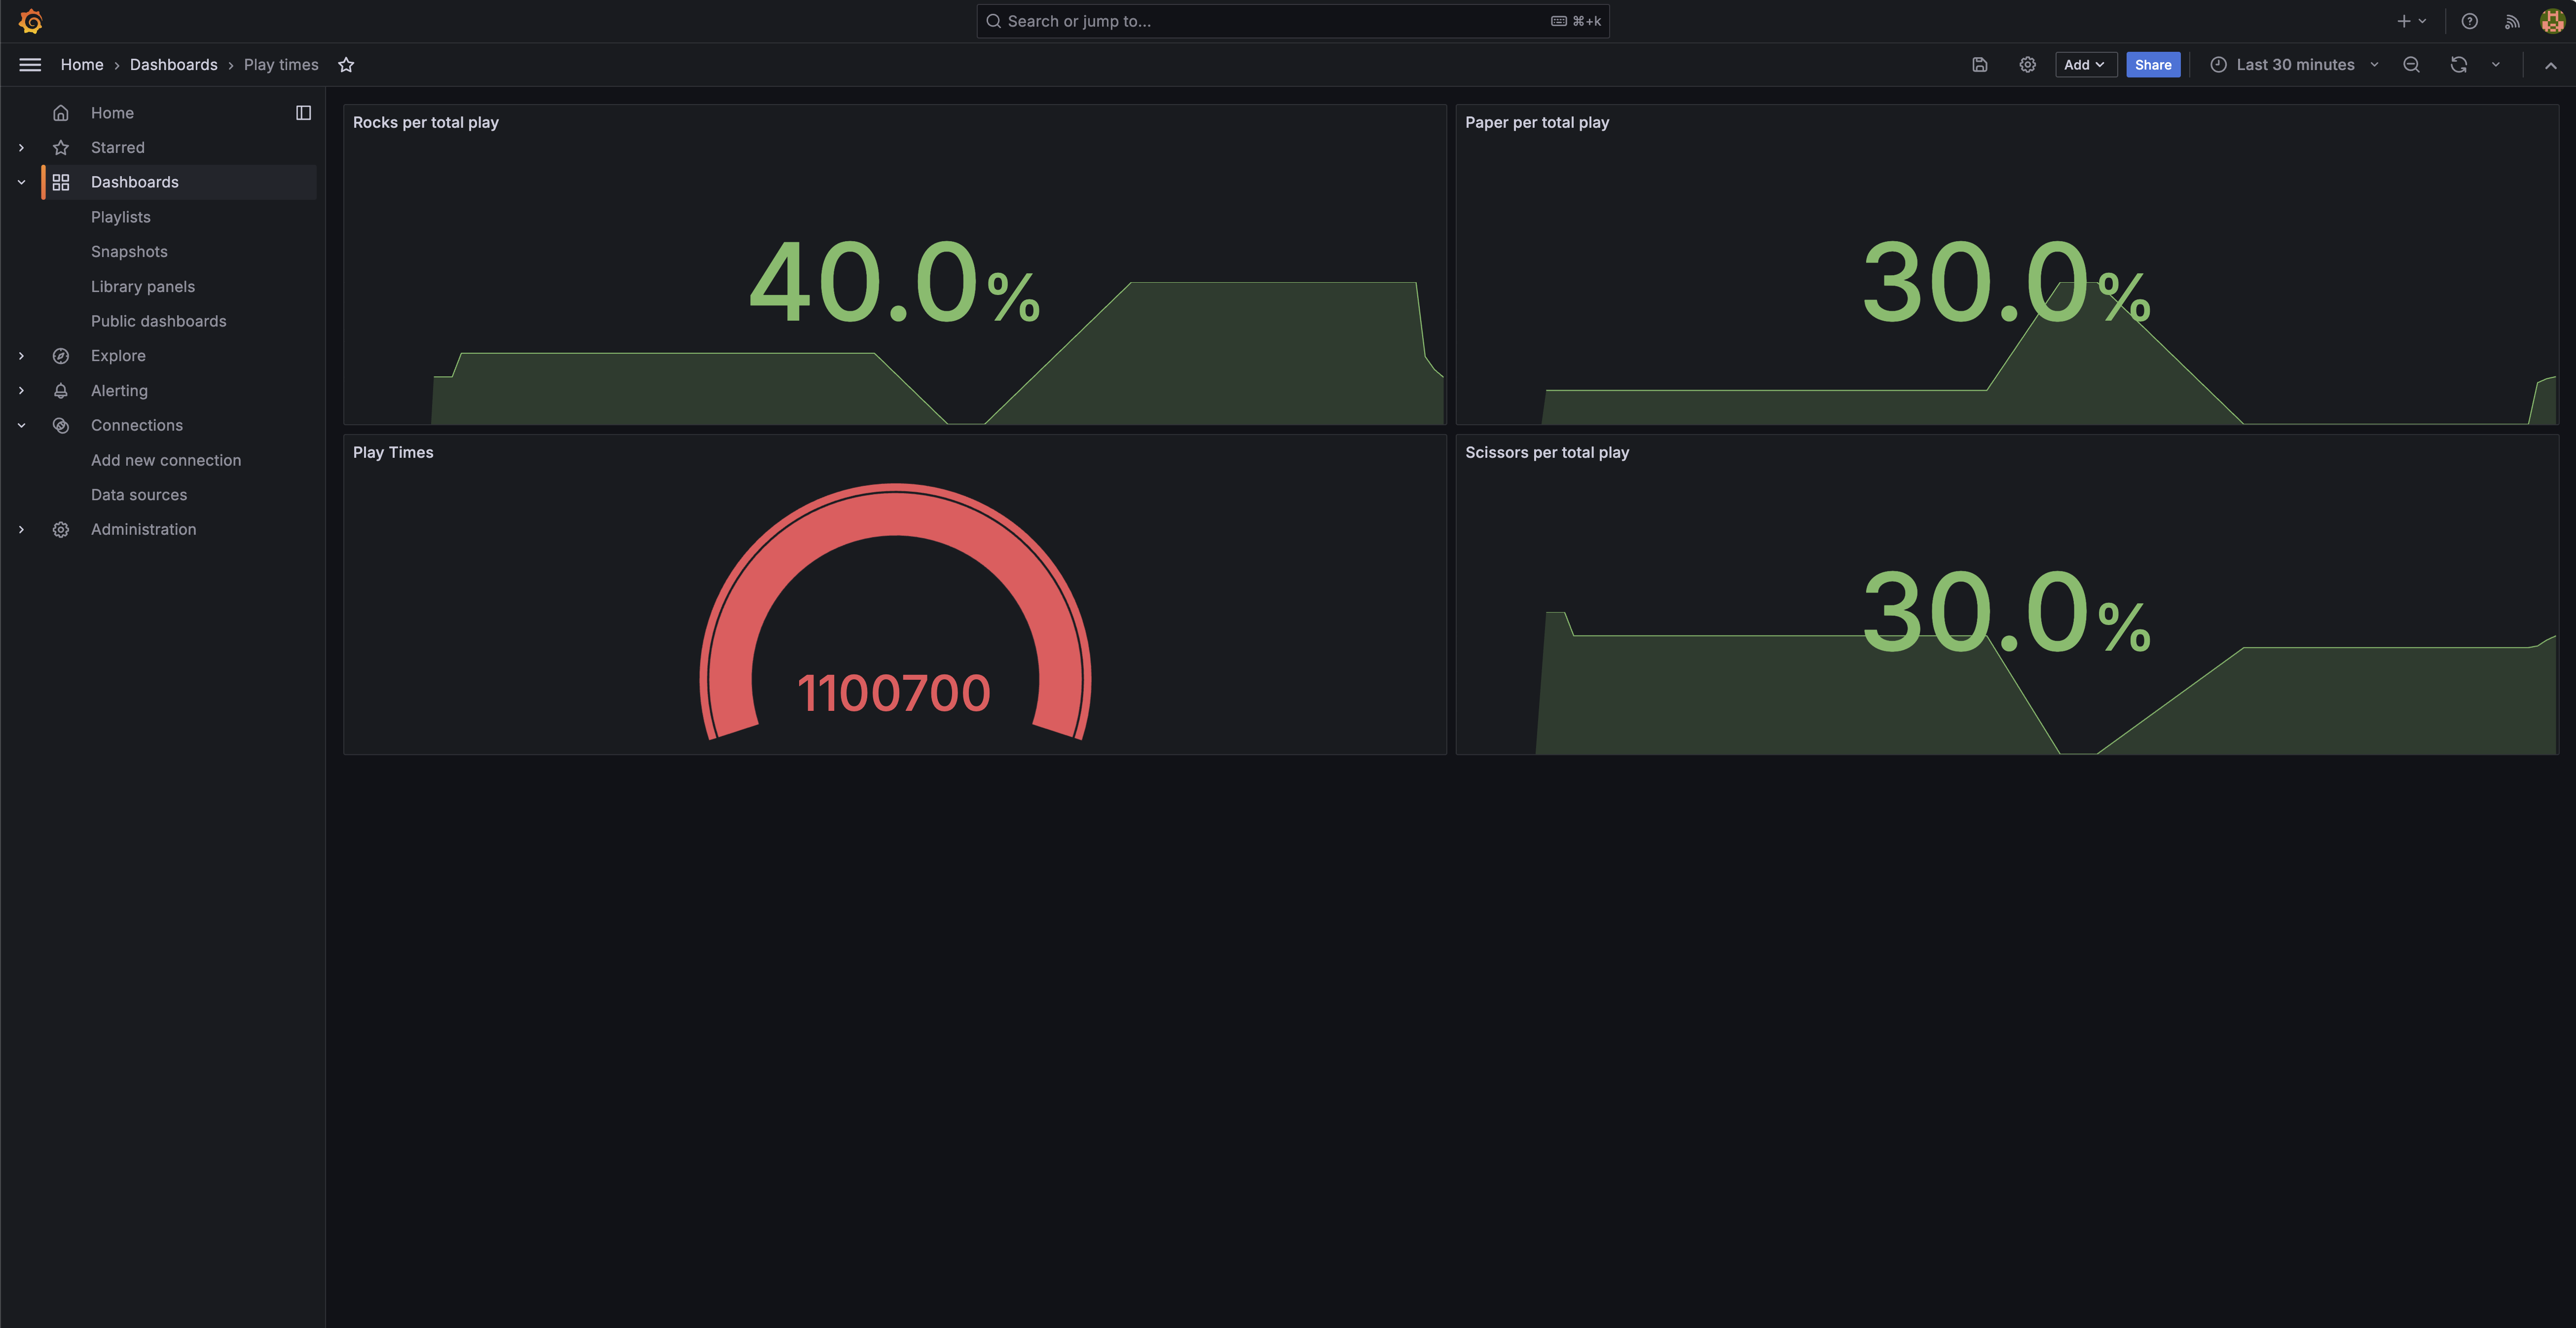 Search or jump to...
⌘+k
Home › Dashboards › Play times
Add
Share
Last 30 minutes
Home
Starred
Dashboards
Playlists
Snapshots
Library panels
Public dashboards
Explore
Alerting
Connections
Add new connection
Data sources
Administration
Rocks per total play
40.0%
Paper per total play
30.0%
Play Times
1100700
Scissors per total play
30.0%